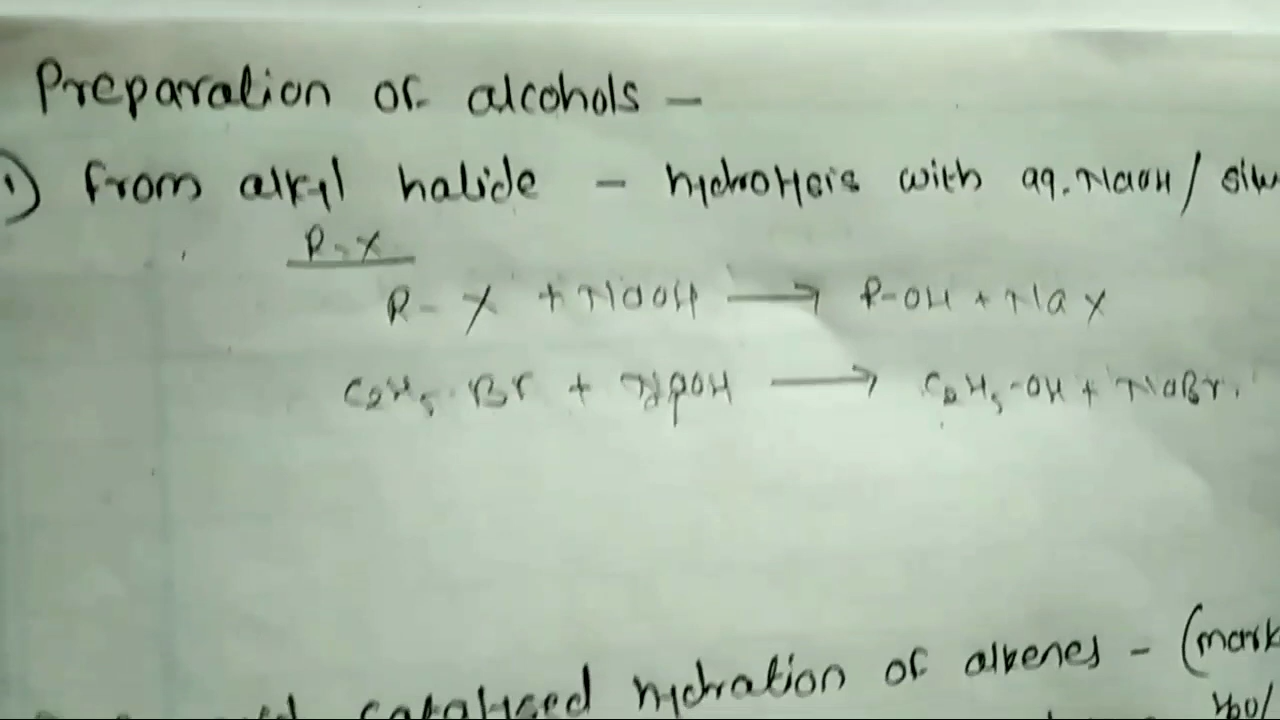 Preparation of alcohols –
1) from alkyl halide – hydrolysis with aq. NaOH /
R-X
R-X + NaOH ⟶ R-OH + NaX
C2H5.Br + NaOH ⟶ C2H5-OH + NaBr.
catalysed hydration of alkenes – (mark
H2O/